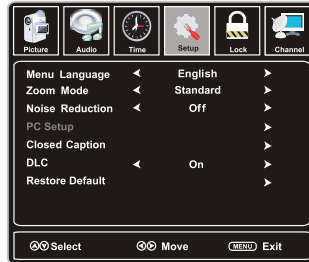 Picture Audio Time Setup Lock Channel
Menu Language English
Zoom Mode Standard
Noise Reduction Off
PC Setup
Closed Caption
DLC On
Restore Default
Select Move MENU Exit